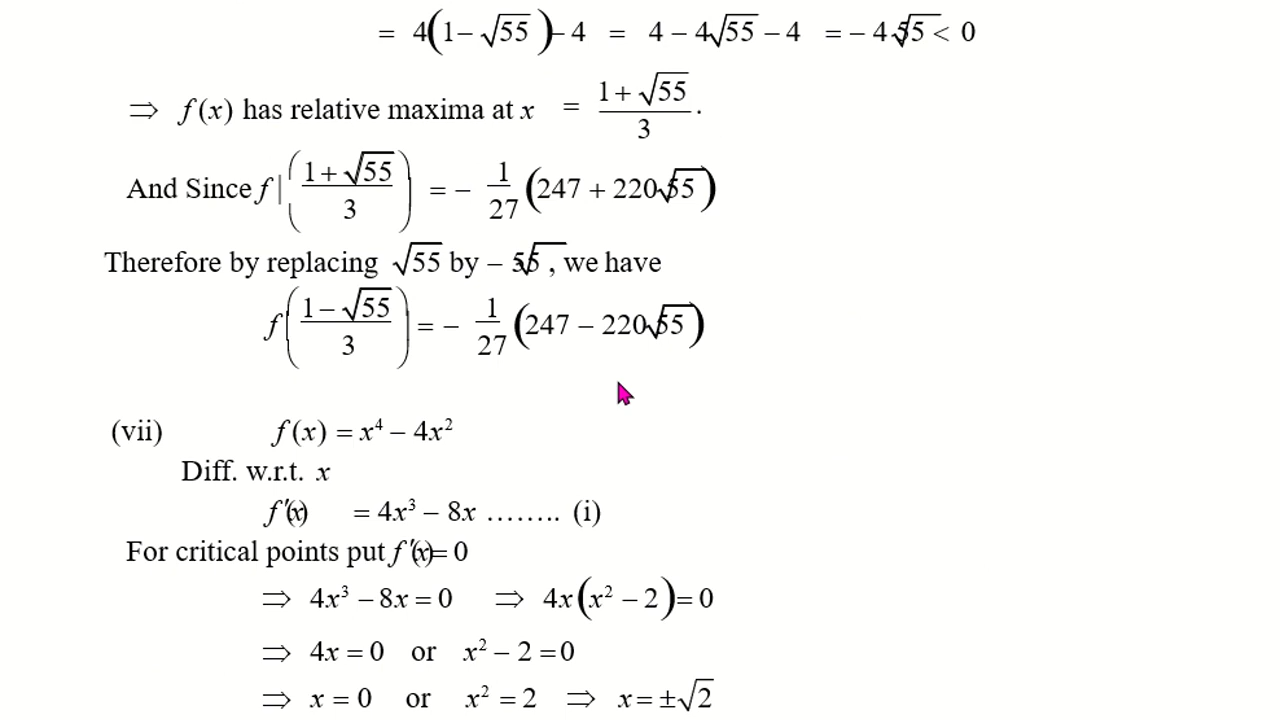 = 4(1 − √55) − 4 = 4 − 4√55 − 4 = − 4√55 < 0
⇒ f(x) has relative maxima at x = (1 + √55)/3 .
And Since f|((1 + √55)/3) = − 1/27 (247 + 220√55)
Therefore by replacing √55 by − √55 , we have
f((1 − √55)/3) = − 1/27 (247 − 220√55)
(vii) f(x) = x⁴ − 4x²
Diff. w.r.t. x
f′(x) = 4x³ − 8x …….. (i)
For critical points put f′(x) = 0
⇒ 4x³ − 8x = 0 ⇒ 4x(x² − 2) = 0
⇒ 4x = 0 or x² − 2 = 0
⇒ x = 0 or x² = 2 ⇒ x = ±√2